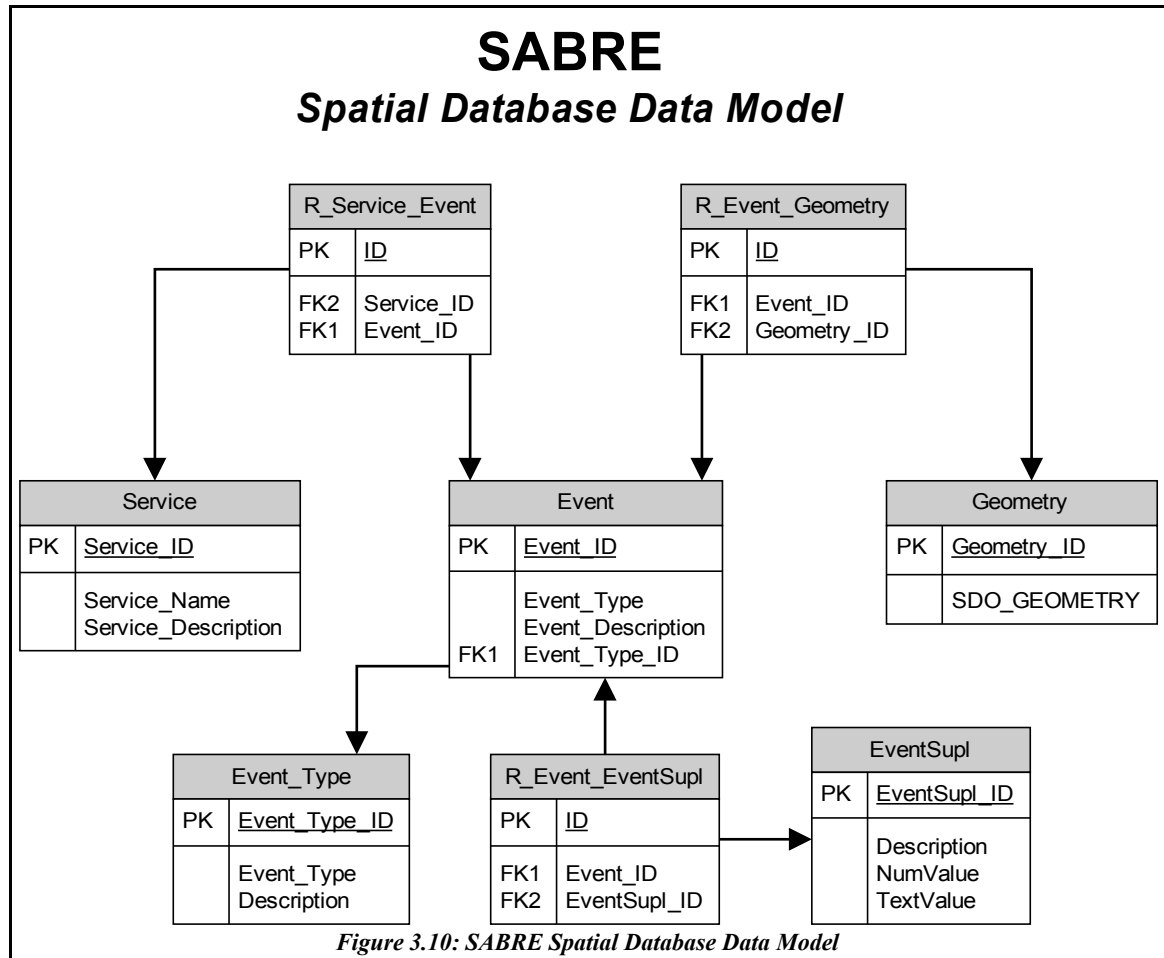 SABRE
Spatial Database Data Model
R_Service_Event
PK ID
FK2 Service_ID
FK1 Event_ID
R_Event_Geometry
PK ID
FK1 Event_ID
FK2 Geometry_ID
Service
PK Service_ID
Service_Name
Service_Description
Event
PK Event_ID
Event_Type
Event_Description
FK1 Event_Type_ID
Geometry
PK Geometry_ID
SDO_GEOMETRY
Event_Type
PK Event_Type_ID
Event_Type
Description
R_Event_EventSupl
PK ID
FK1 Event_ID
FK2 EventSupl_ID
EventSupl
PK EventSupl_ID
Description
NumValue
TextValue
Figure 3.10: SABRE Spatial Database Data Model